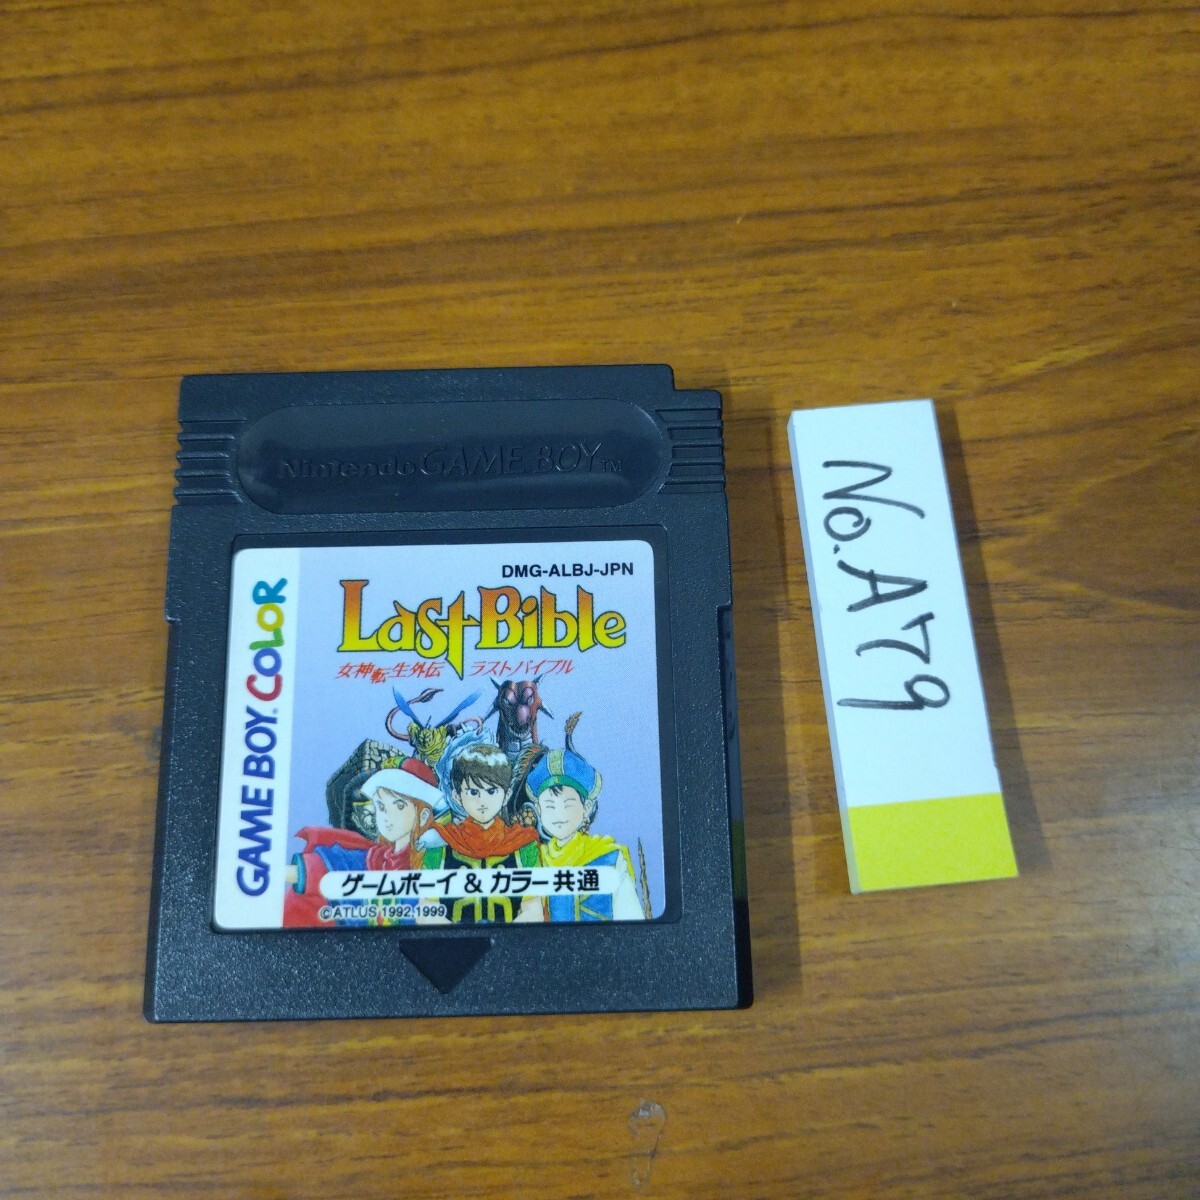 Nintendo GAME BOY™
DMG-ALBJ-JPN
Last Bible
女神転生外伝 ラストバイブル
GAME BOY COLOR
ゲームボーイ & カラー共通
©ATLUS 1992,1999
No.A79